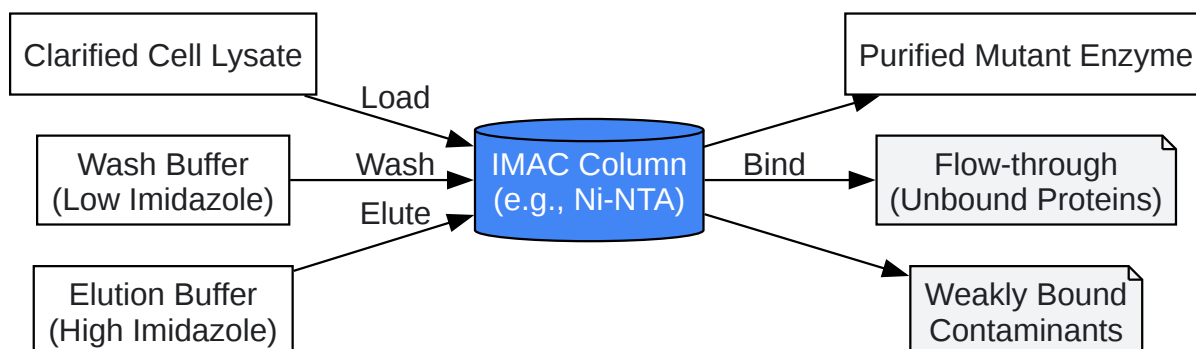 Clarified Cell Lysate
Purified Mutant Enzyme
Load
Wash Buffer
(Low Imidazole)
Wash
IMAC Column
(e.g., Ni-NTA)
Bind
Flow-through
(Unbound Proteins)
Elute
Elution Buffer
(High Imidazole)
Weakly Bound
Contaminants